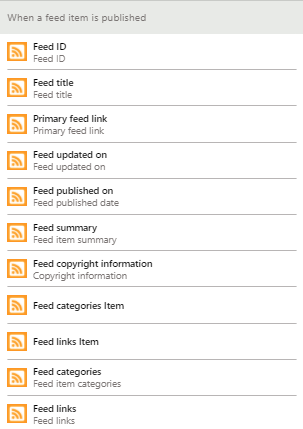 When a feed item is published
Feed ID
Feed ID
Feed title
Feed title
Primary feed link
Primary feed link
Feed updated on
Feed updated on
Feed published on
Feed published date
Feed summary
Feed item summary
Feed copyright information
Copyright information
Feed categories Item
Feed links Item
Feed categories
Feed item categories
Feed links
Feed links